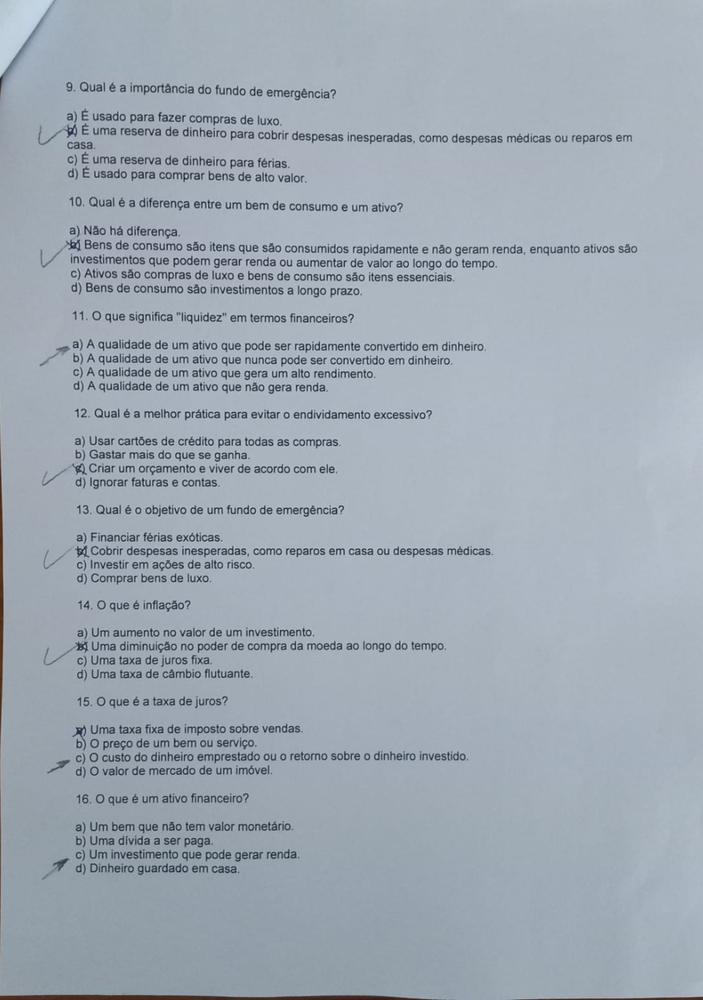 9. Qual é a importância do fundo de emergência?
a) É usado para fazer compras de luxo.
b) É uma reserva de dinheiro para cobrir despesas inesperadas, como despesas médicas ou reparos em
casa.
c) É uma reserva de dinheiro para férias.
d) É usado para comprar bens de alto valor.
10. Qual é a diferença entre um bem de consumo e um ativo?
a) Não há diferença.
b) Bens de consumo são itens que são consumidos rapidamente e não geram renda, enquanto ativos são
investimentos que podem gerar renda ou aumentar de valor ao longo do tempo.
c) Ativos são compras de luxo e bens de consumo são itens essenciais.
d) Bens de consumo são investimentos a longo prazo.
11. O que significa "liquidez" em termos financeiros?
a) A qualidade de um ativo que pode ser rapidamente convertido em dinheiro.
b) A qualidade de um ativo que nunca pode ser convertido em dinheiro.
c) A qualidade de um ativo que gera um alto rendimento.
d) A qualidade de um ativo que não gera renda.
12. Qual é a melhor prática para evitar o endividamento excessivo?
a) Usar cartões de crédito para todas as compras.
b) Gastar mais do que se ganha.
c) Criar um orçamento e viver de acordo com ele.
d) Ignorar faturas e contas.
13. Qual é o objetivo de um fundo de emergência?
a) Financiar férias exóticas.
b) Cobrir despesas inesperadas, como reparos em casa ou despesas médicas.
c) Investir em ações de alto risco.
d) Comprar bens de luxo.
14. O que é inflação?
a) Um aumento no valor de um investimento.
b) Uma diminuição no poder de compra da moeda ao longo do tempo.
c) Uma taxa de juros fixa.
d) Uma taxa de câmbio flutuante.
15. O que é a taxa de juros?
a) Uma taxa fixa de imposto sobre vendas.
b) O preço de um bem ou serviço.
c) O custo do dinheiro emprestado ou o retorno sobre o dinheiro investido.
d) O valor de mercado de um imóvel.
16. O que é um ativo financeiro?
a) Um bem que não tem valor monetário.
b) Uma dívida a ser paga.
c) Um investimento que pode gerar renda.
d) Dinheiro guardado em casa.